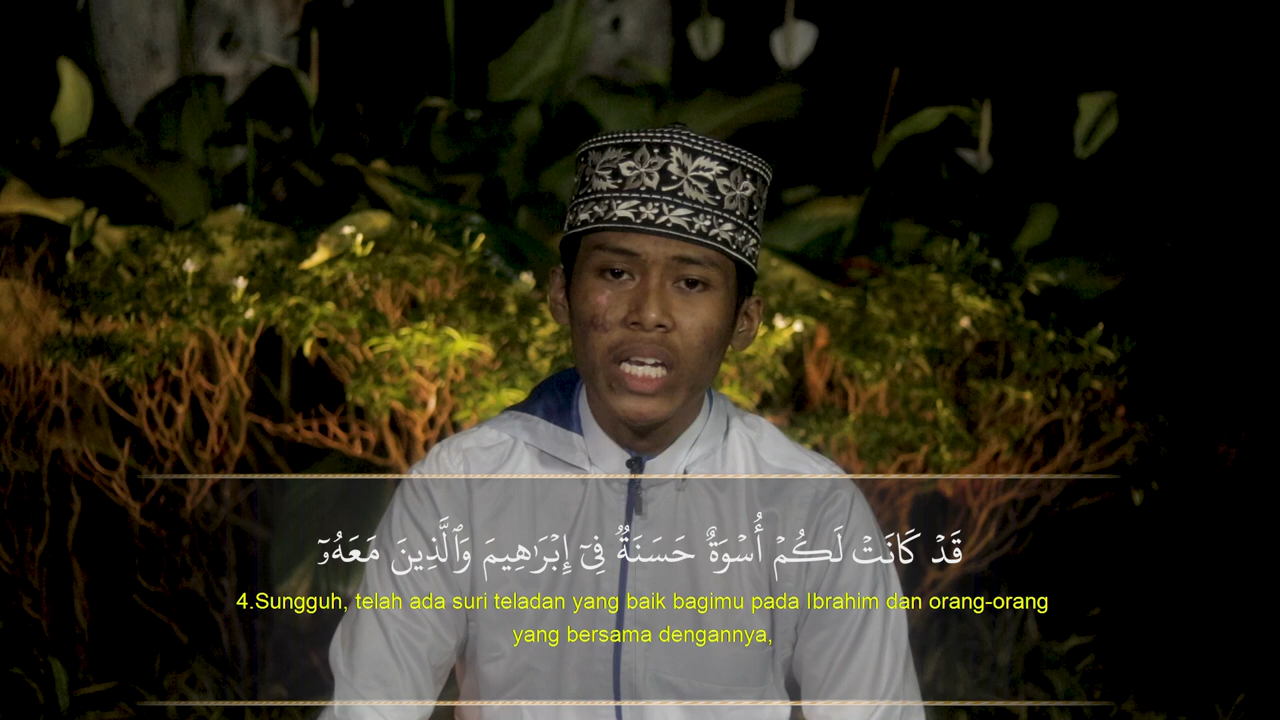 قَدْ كَانَتْ لَكُمْ أُسْوَةٌ حَسَنَةٌ فِىٓ إِبْرَٰهِيمَ وَٱلَّذِينَ مَعَهُۥٓ
4.Sungguh, telah ada suri teladan yang baik bagimu pada Ibrahim dan orang-orang
yang bersama dengannya,